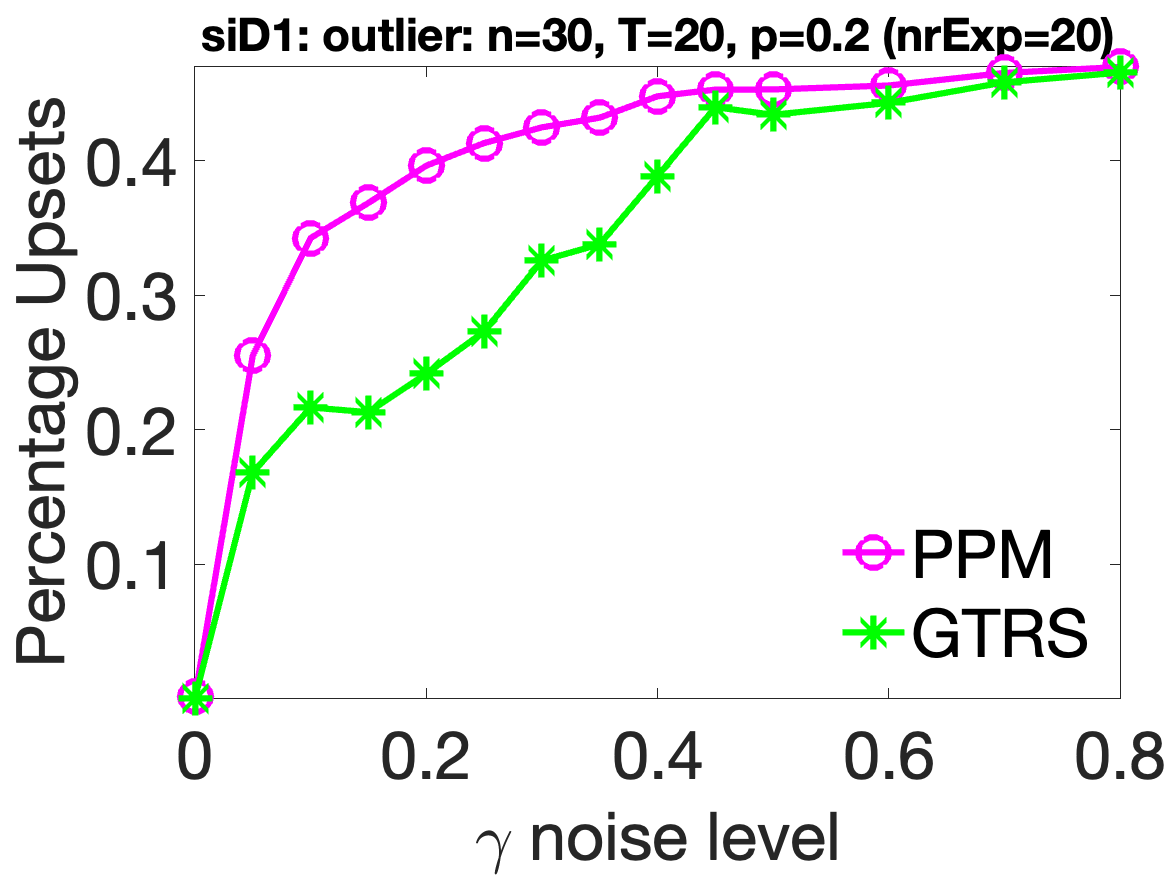 siD1: outlier: n=30, T=20, p=0.2 (nrExp=20)
Percentage Upsets
0.4
0.3
0.2
0.1
PPM
GTRS
0 0.2 0.4 0.6 0.8
γ noise level